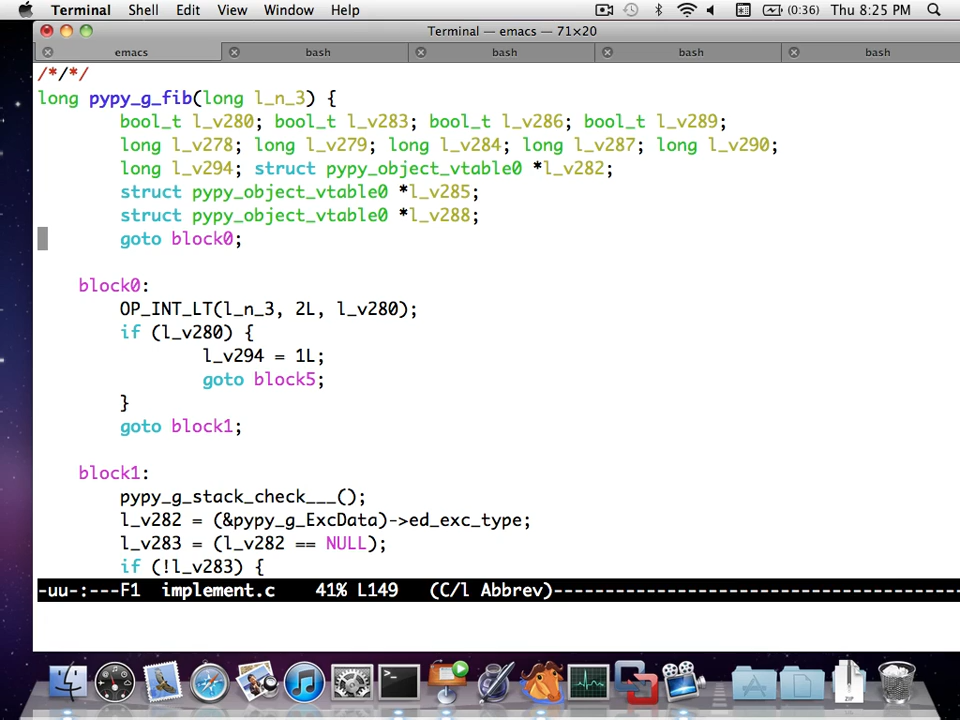 Terminal Shell Edit View Window Help (0:36) Thu 8:25 PM
Terminal — emacs — 71×20
emacs bash bash bash bash
/*/*/
long pypy_g_fib(long l_n_3) {
bool_t l_v280; bool_t l_v283; bool_t l_v286; bool_t l_v289;
long l_v278; long l_v279; long l_v284; long l_v287; long l_v290;
long l_v294; struct pypy_object_vtable0 *l_v282;
struct pypy_object_vtable0 *l_v285;
struct pypy_object_vtable0 *l_v288;
goto block0;
block0:
OP_INT_LT(l_n_3, 2L, l_v280);
if (l_v280) {
l_v294 = 1L;
goto block5;
}
goto block1;
block1:
pypy_g_stack_check___();
l_v282 = (&pypy_g_ExcData)->ed_exc_type;
l_v283 = (l_v282 == NULL);
if (!l_v283) {
-uu-:---F1 implement.c 41% L149 (C/l Abbrev)----------------------------------------
ZIP